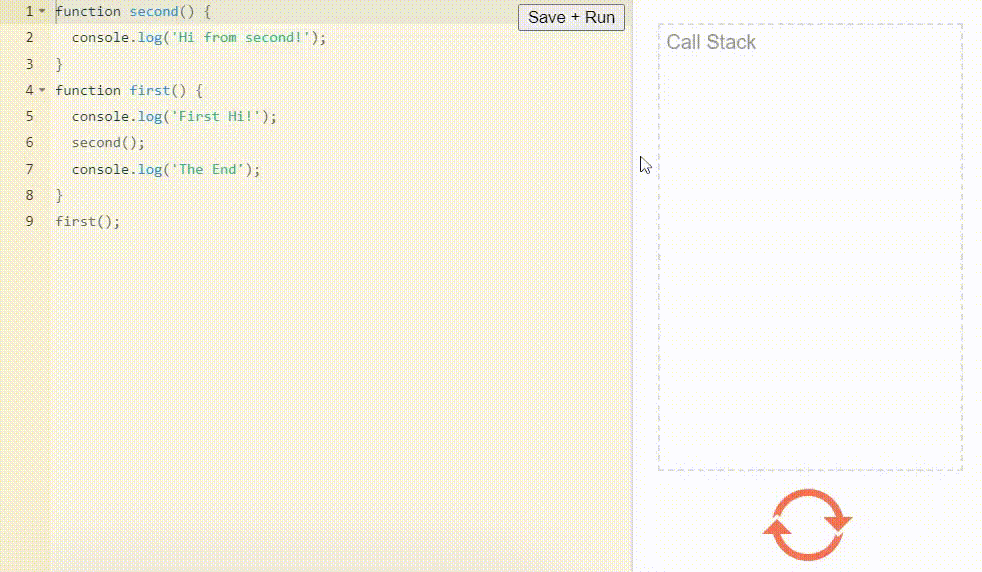 1 function second() {
2 console.log('Hi from second!');
3 }
4 function first() {
5 console.log('First Hi!');
6 second();
7 console.log('The End');
8 }
9 first();
Save + Run
Call Stack